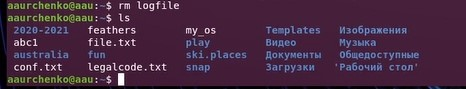 aaurchenko@aau:~$ rm logfile
aaurchenko@aau:~$ ls
2020-2021 feathers my_os Templates Изображения
abc1 file.txt play Видео Музыка
australia fun ski.places Документы Общедоступные
conf.txt legalcode.txt snap Загрузки 'Рабочий стол'
aaurchenko@aau:~$